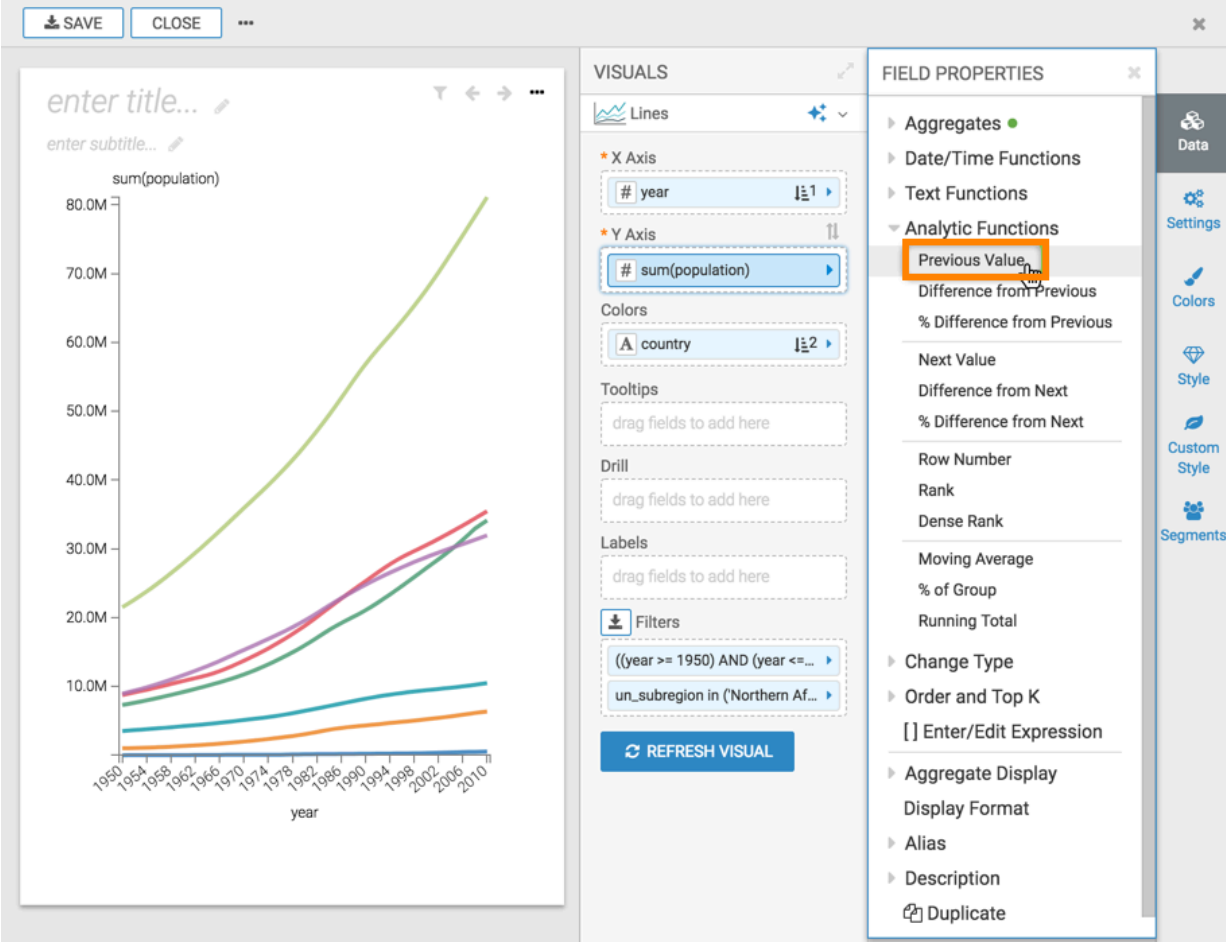 SAVE
CLOSE
enter title...
enter subtitle...
sum(population)
80.0M
70.0M
60.0M
50.0M
40.0M
30.0M
20.0M
10.0M
1950 1954 1958 1962 1966 1970 1974 1978 1982 1986 1990 1994 1998 2002 2006 2010
year
VISUALS
Lines
* X Axis
# year 1
* Y Axis
# sum(population)
Colors
A country 2
Tooltips
drag fields to add here
Drill
drag fields to add here
Labels
drag fields to add here
Filters
((year >= 1950) AND (year <=...
un_subregion in ('Northern Af...
REFRESH VISUAL
FIELD PROPERTIES
Aggregates
Date/Time Functions
Text Functions
Analytic Functions
Previous Value
Difference from Previous
% Difference from Previous
Next Value
Difference from Next
% Difference from Next
Row Number
Rank
Dense Rank
Moving Average
% of Group
Running Total
Change Type
Order and Top K
[ ] Enter/Edit Expression
Aggregate Display
Display Format
Alias
Description
Duplicate
Data
Settings
Colors
Style
Custom
Style
Segments